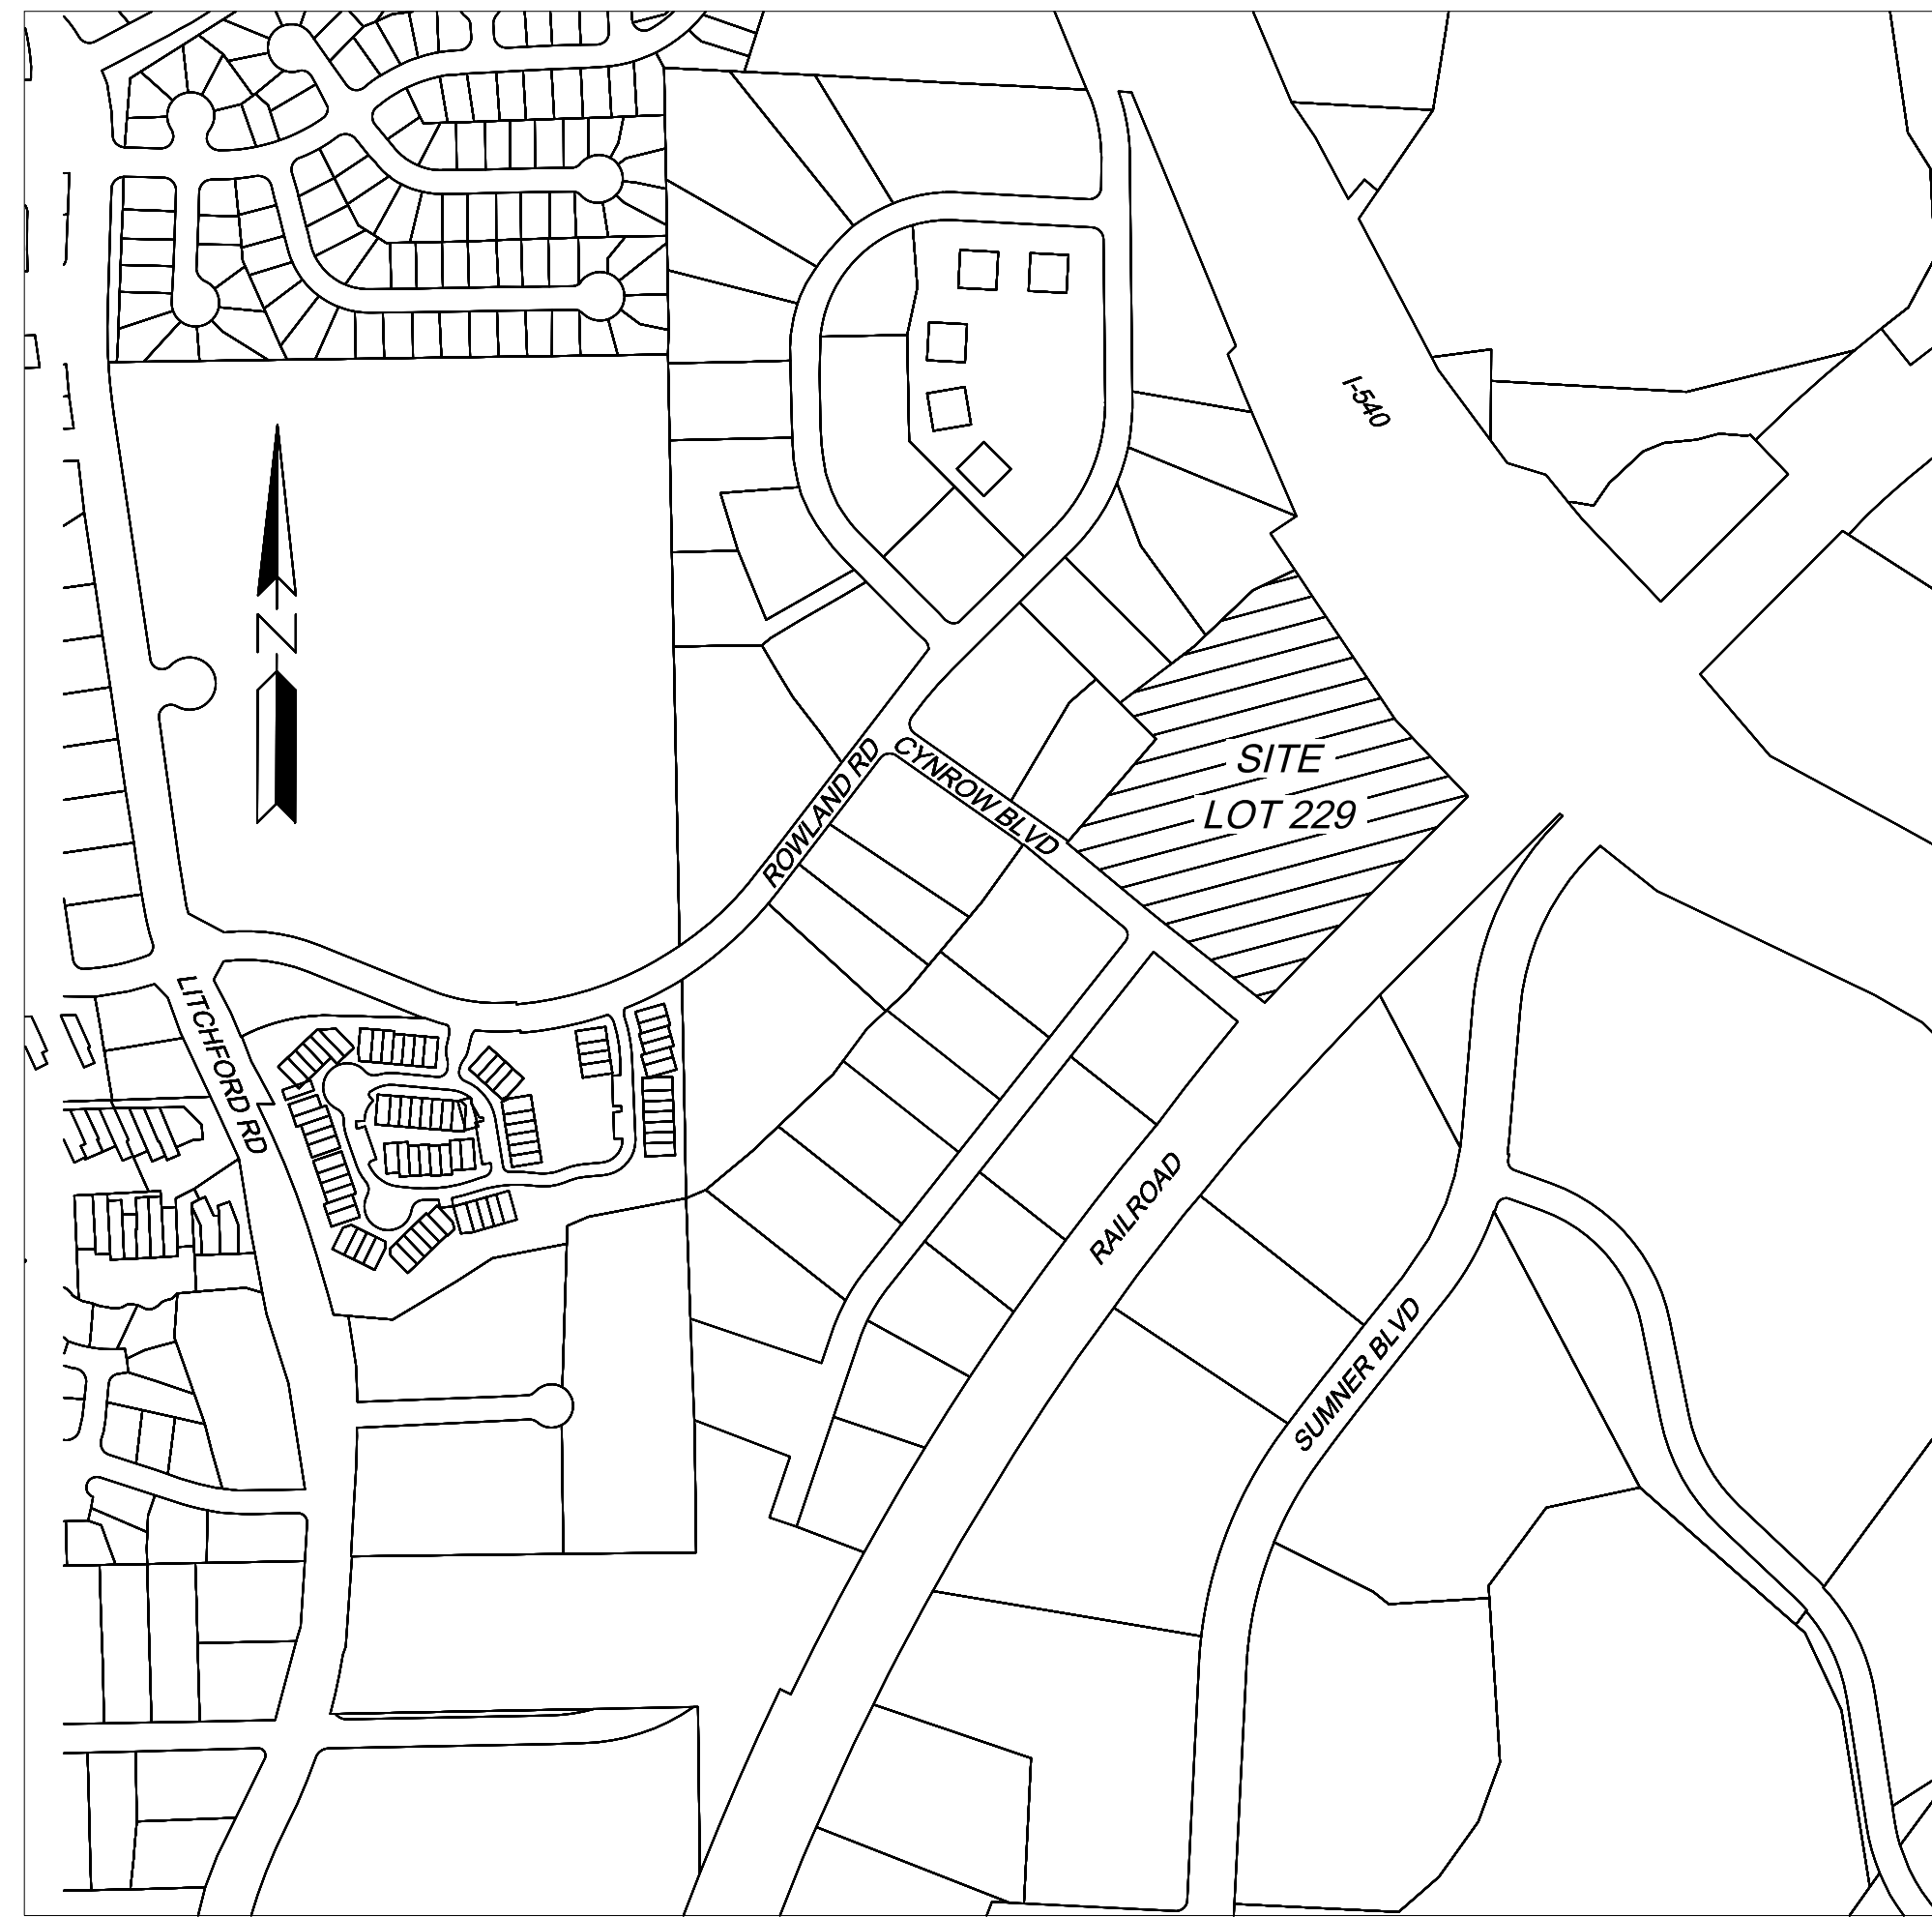 I-540
N
SITE
LOT 229
CYNROW BLVD
ROWLAND RD
LITCHFORD RD
RAILROAD
SUMNER BLVD